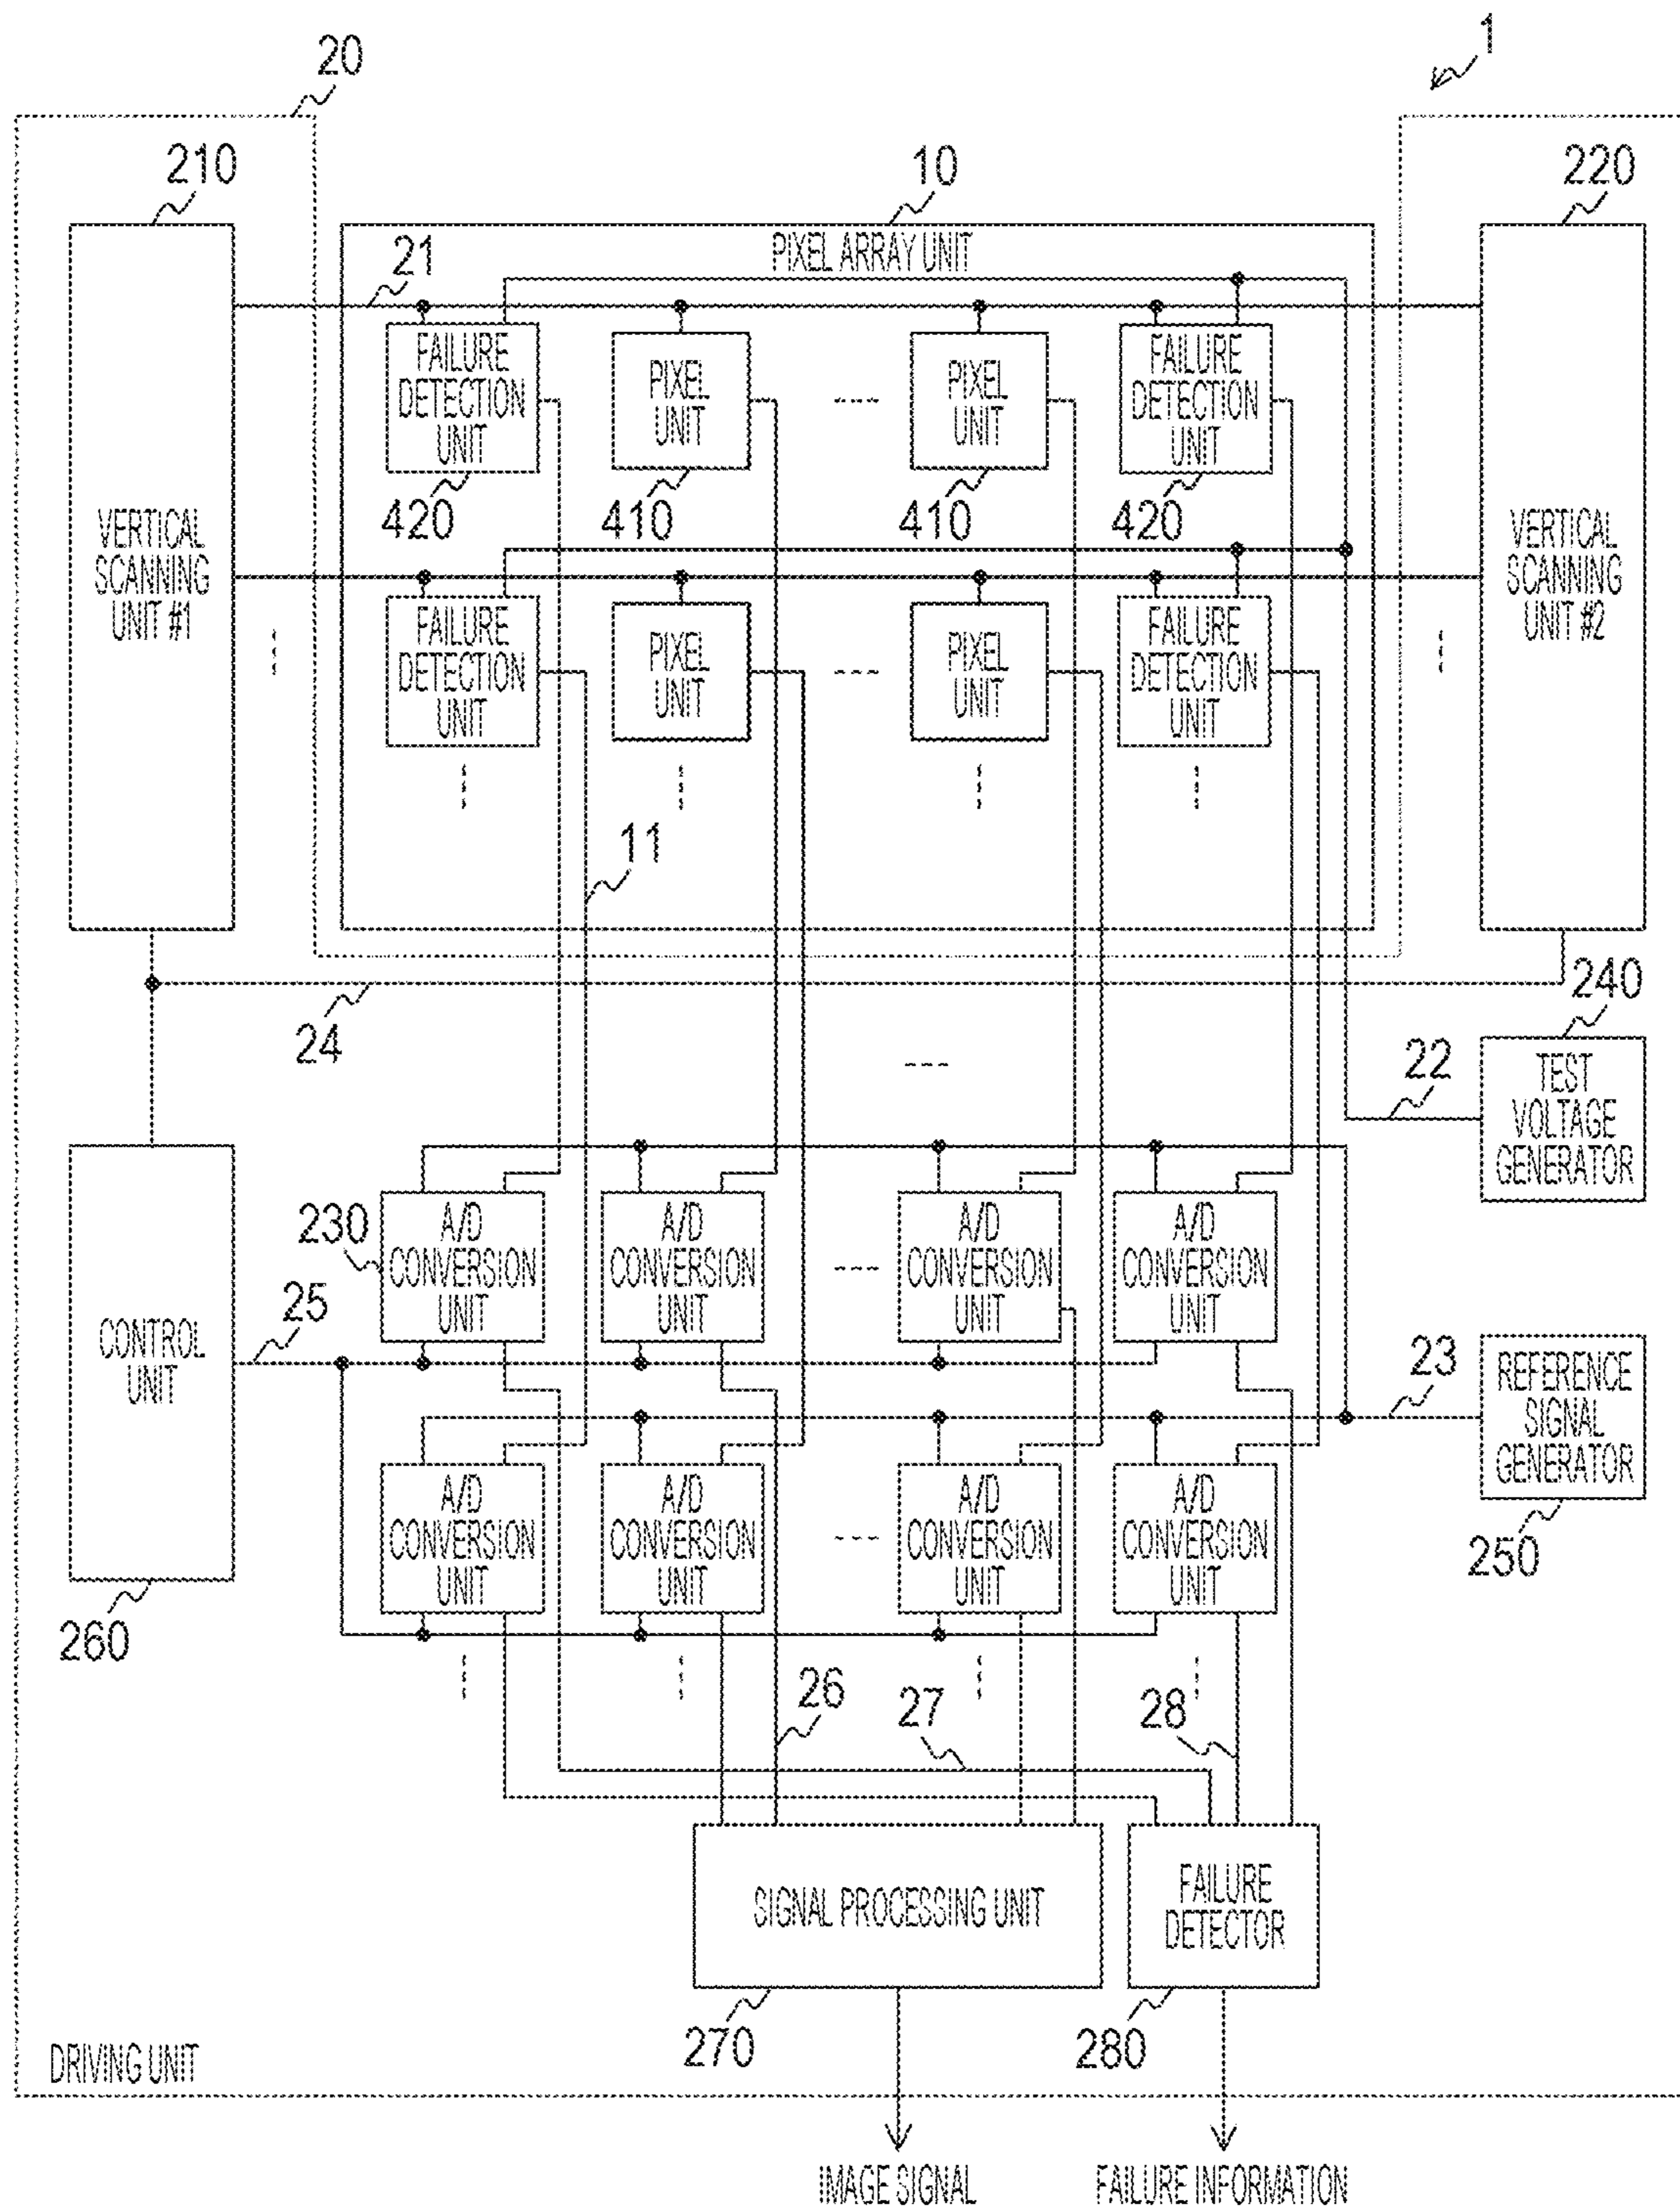 1
20
210
10
220
PIXEL ARRAY UNIT
21
FAILURE
DETECTION
UNIT
PIXEL
UNIT
PIXEL
UNIT
FAILURE
DETECTION
UNIT
420
410
410
420
VERTICAL
SCANNING
UNIT #1
VERTICAL
SCANNING
UNIT #2
FAILURE
DETECTION
UNIT
PIXEL
UNIT
PIXEL
UNIT
FAILURE
DETECTION
UNIT
11
24
240
22
TEST
VOLTAGE
GENERATOR
230
A/D
CONVERSION
UNIT
A/D
CONVERSION
UNIT
A/D
CONVERSION
UNIT
A/D
CONVERSION
UNIT
25
CONTROL
UNIT
23
REFERENCE
SIGNAL
GENERATOR
A/D
CONVERSION
UNIT
A/D
CONVERSION
UNIT
A/D
CONVERSION
UNIT
A/D
CONVERSION
UNIT
250
260
26
27
28
SIGNAL PROCESSING UNIT
FAILURE
DETECTOR
270
280
DRIVING UNIT
IMAGE SIGNAL
FAILURE INFORMATION